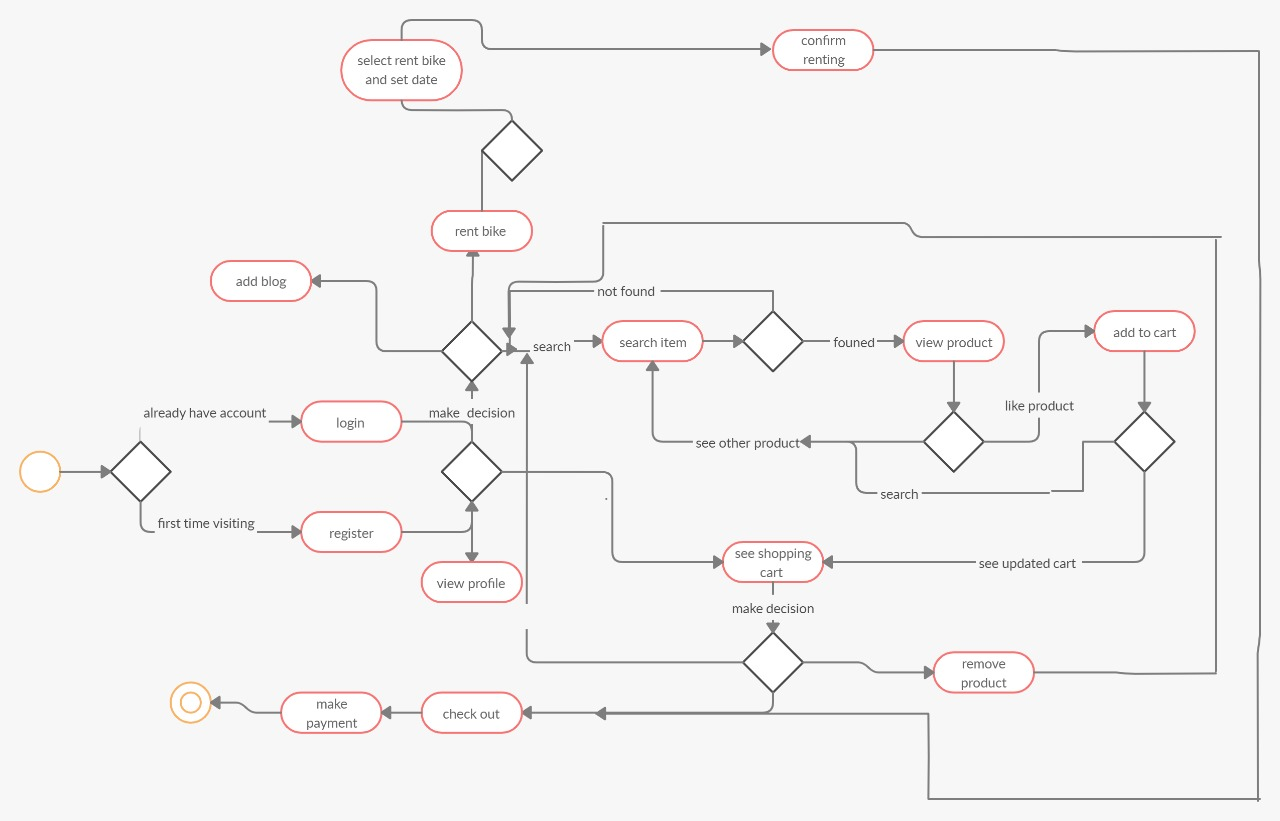 confirm
renting
select rent bike
and set date
rent bike
add blog
not found
search
search item
founed
view product
add to cart
already have account
login
make decision
like product
see other product
search
first time visiting
register
view profile
see shopping
cart
see updated cart
make decision
remove
product
make
payment
check out